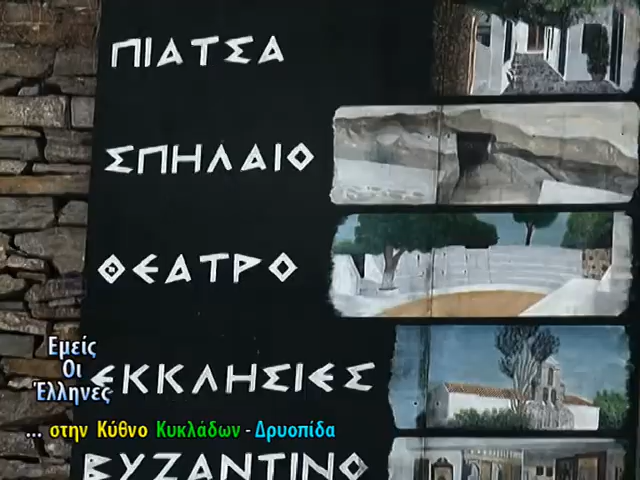 ΠΙΑΤΣΑ
ΣΠΗΛΑΙΟ
ΘΕΑΤΡΟ
ΕΚΚΛΗΣΙΕΣ
ΒΥΖΑΝΤΙΝΟ
Εμείς
Οι
Έλληνες
... στην Κύθνο Κυκλάδων - Δρυοπίδα